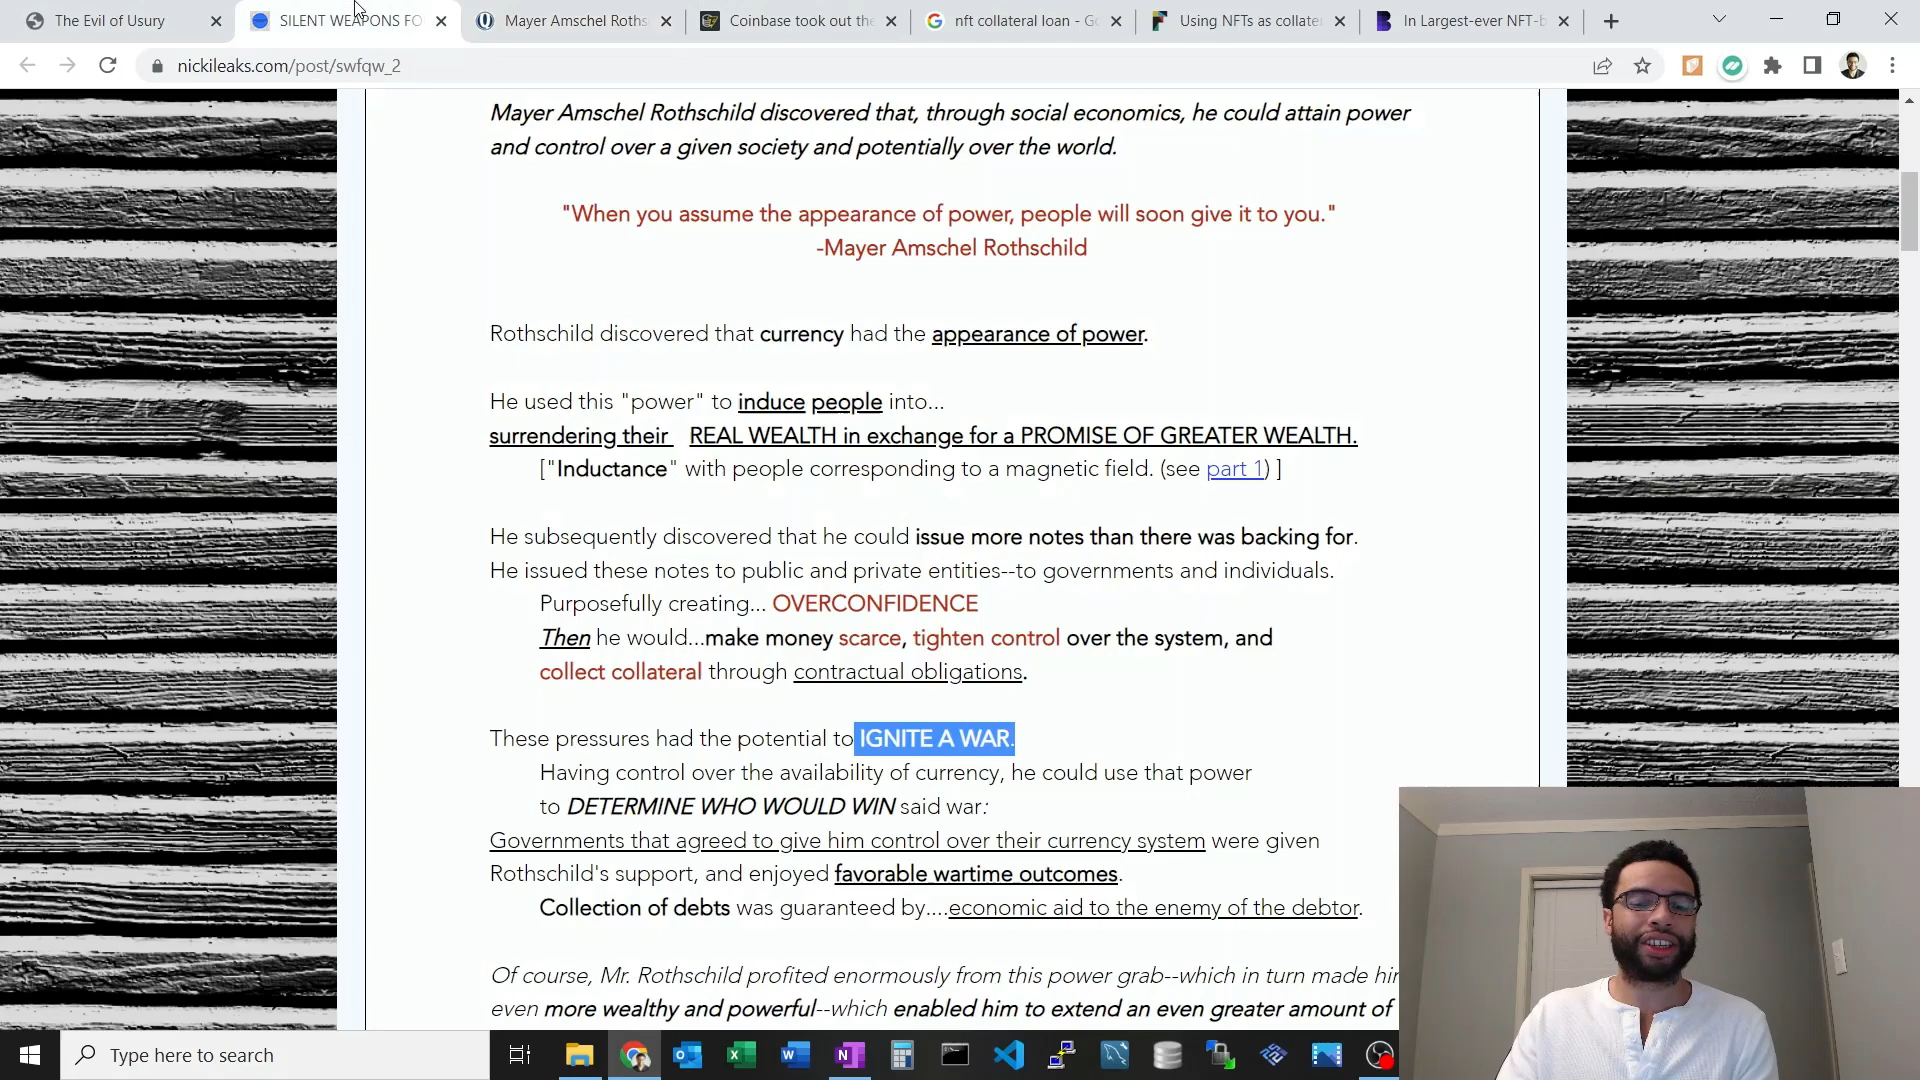 The Evil of Usury
SILENT WEAPONS FO
Mayer Amschel Roths
Coinbase took out the
nft collateral loan - Go
Using NFTs as collater
In Largest-ever NFT-b
nickileaks.com/post/swfqw_2
Mayer Amschel Rothschild discovered that, through social economics, he could attain power
and control over a given society and potentially over the world.
"When you assume the appearance of power, people will soon give it to you."
-Mayer Amschel Rothschild
Rothschild discovered that currency had the appearance of power.
He used this "power" to induce people into...
surrendering their REAL WEALTH in exchange for a PROMISE OF GREATER WEALTH.
["Inductance" with people corresponding to a magnetic field. (see part 1) ]
He subsequently discovered that he could issue more notes than there was backing for.
He issued these notes to public and private entities--to governments and individuals.
Purposefully creating... OVERCONFIDENCE
Then he would...make money scarce, tighten control over the system, and
collect collateral through contractual obligations.
These pressures had the potential to IGNITE A WAR.
Having control over the availability of currency, he could use that power
to DETERMINE WHO WOULD WIN said war:
Governments that agreed to give him control over their currency system were given
Rothschild's support, and enjoyed favorable wartime outcomes.
Collection of debts was guaranteed by....economic aid to the enemy of the debtor.
Of course, Mr. Rothschild profited enormously from this power grab--which in turn made hi
even more wealthy and powerful--which enabled him to extend an even greater amount of
Type here to search